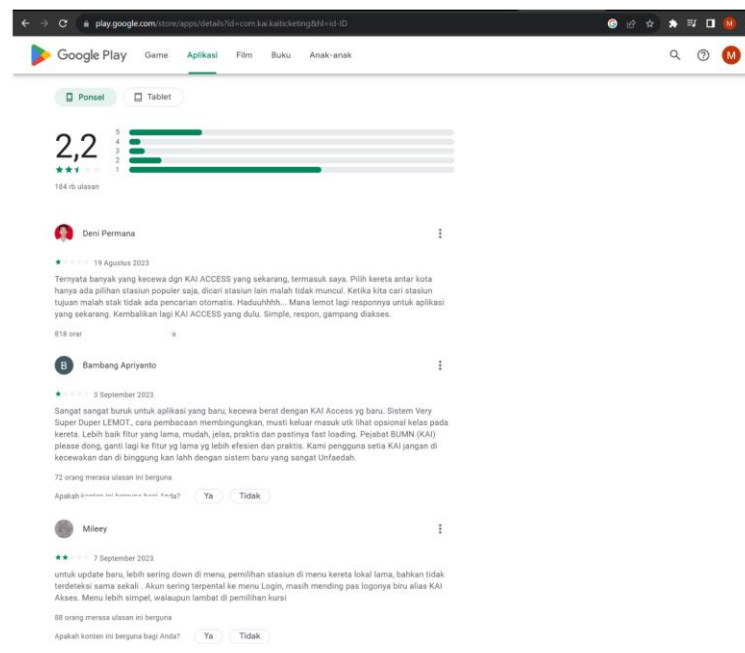 play.google.com/store/apps/details?id=com.kai.kaiticketing&hl=id-ID
M
Google Play Game Aplikasi Film Buku Anak-anak
M
Ponsel Tablet
2,2
5
4
3
2
1
184 rb ulasan
Deni Permana
19 Agustus 2023
Ternyata banyak yang kecewa dgn KAI ACCESS yang sekarang, termasuk saya. Pilih kereta antar kota
hanya ada pilihan stasiun populer saja, dicari stasiun lain malah tidak muncul. Ketika kita cari stasiun
tujuan malah stak tidak ada pencarian otomatis. Haduuhhhh... Mana lemot lagi responnya untuk aplikasi
yang sekarang. Kembalikan lagi KAI ACCESS yang dulu. Simple, respon, gampang diakses.
818 orar
B Bambang Apriyanto
3 September 2023
Sangat sangat buruk untuk aplikasi yang baru, kecewa berat dengan KAI Access yg baru. Sistem Very
Super Duper LEMOT., cara pembacaan membingungkan, musti keluar masuk utk lihat opsional kelas pada
kereta. Lebih baik fitur yang lama, mudah, jelas, praktis dan pastinya fast loading. Pejabat BUMN (KAI)
please dong, ganti lagi ke fitur yg lama yg lebih efesien dan praktis. Kami pengguna setia KAI jangan di
kecewakan dan di binggung kan lahh dengan sistem baru yang sangat Unfaedah.
72 orang merasa ulasan ini berguna
Apakah konten ini berguna bagi Anda? Ya Tidak
Mileey
7 September 2023
untuk update baru, lebih sering down di menu, pemilihan stasiun di menu kereta lokal lama, bahkan tidak
terdeteksi sama sekali . Akun sering terpental ke menu Login, masih mending pas logonya biru alias KAI
Akses. Menu lebih simpel, walaupun lambat di pemilihan kursi
88 orang merasa ulasan ini berguna
Apakah konten ini berguna bagi Anda? Ya Tidak